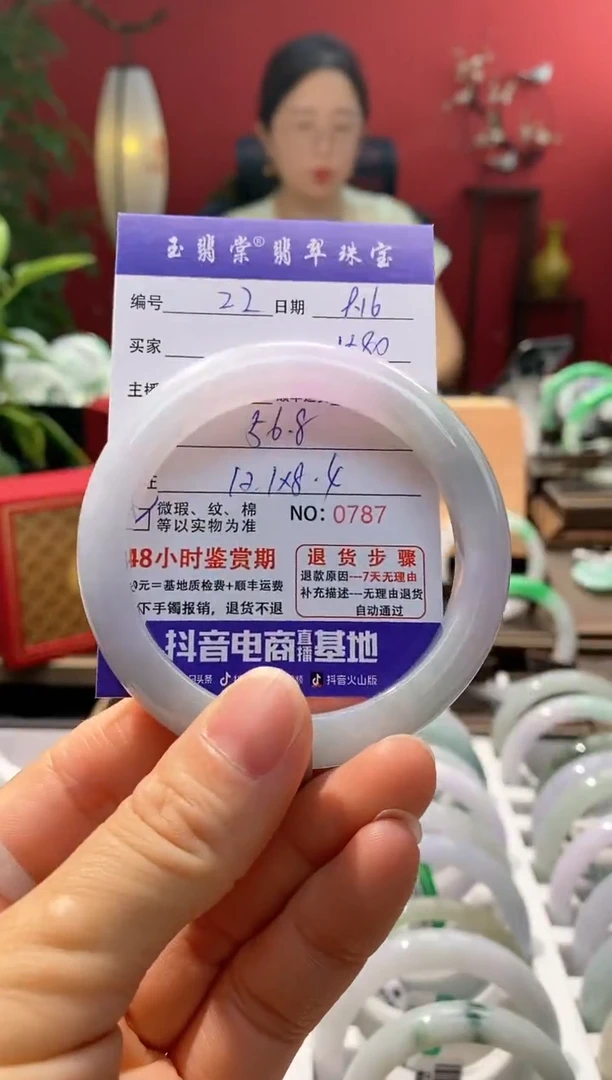 玉翡棠®翡翠珠宝
编号 22 日期 8.16
买家 1280
主播
56.8
12.1x8.4
微瑕、纹、棉
等以实物为准
NO: 0787
48小时鉴赏期
元=基地质检费+顺丰运费
下手镯报销，退货不退
退货步骤
退款原因---7天无理由
补充描述---无理由退货
自动通过
抖音电商直播基地
头条
抖音火山版